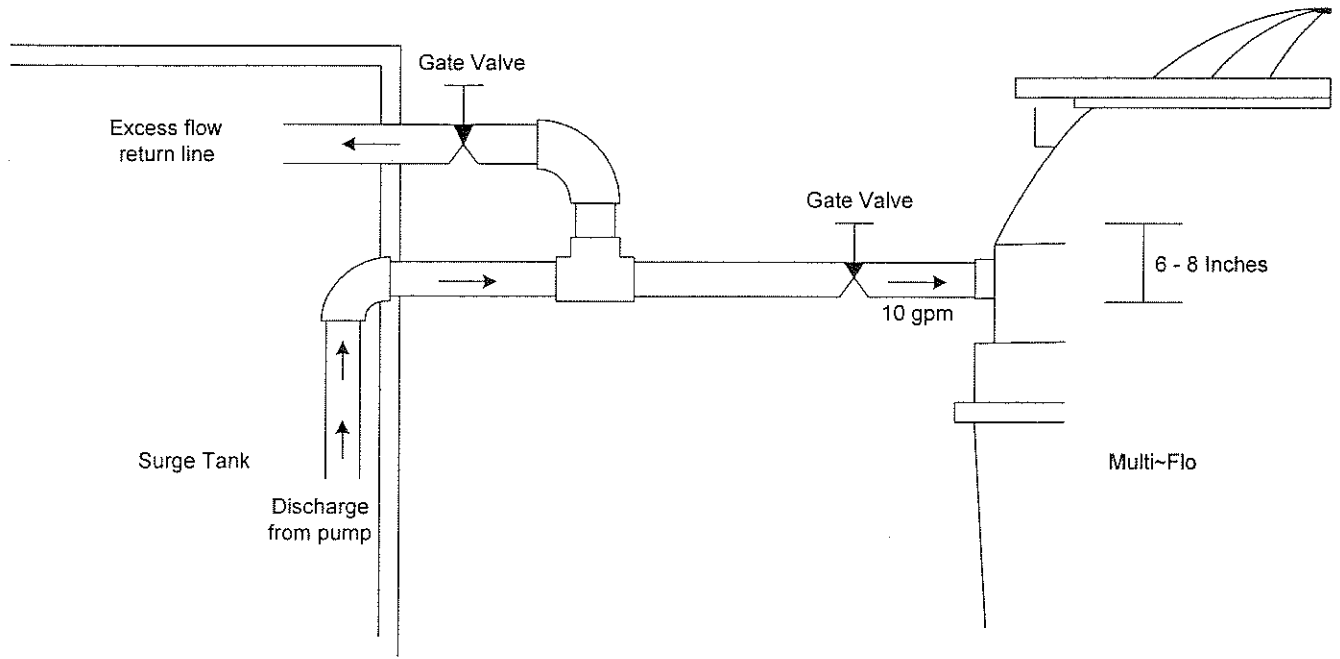 Gate Valve
Excess flow
return line
Gate Valve
6 - 8 Inches
10 gpm
Surge Tank
Multi~Flo
Discharge
from pump